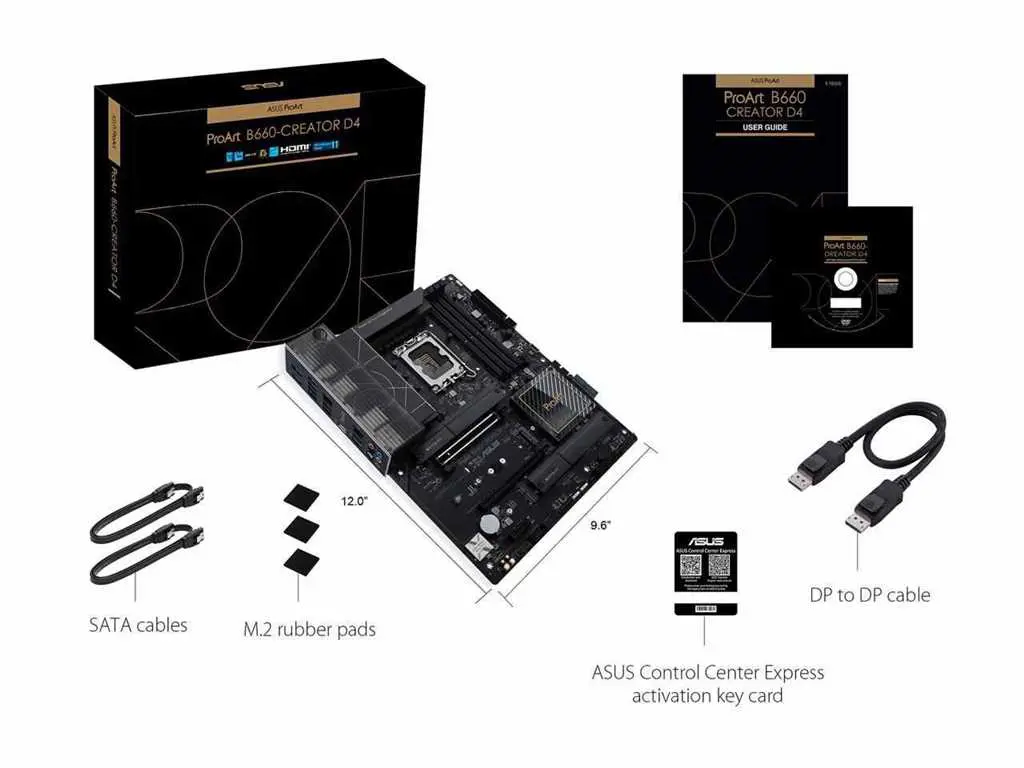 ASUS
ASUS ProArt
ProArt B660-CREATOR D4
HDMI
ProArt B660-CREATOR D4
ASUS ProArt
ProArt B660
CREATOR D4
USER GUIDE
ProArt B660-
CREATOR D4
ProArt
12.0"
9.6"
SATA cables
M.2 rubber pads
ASUS
ASUS Control Center Express
DP to DP cable
ASUS Control Center Express
activation key card